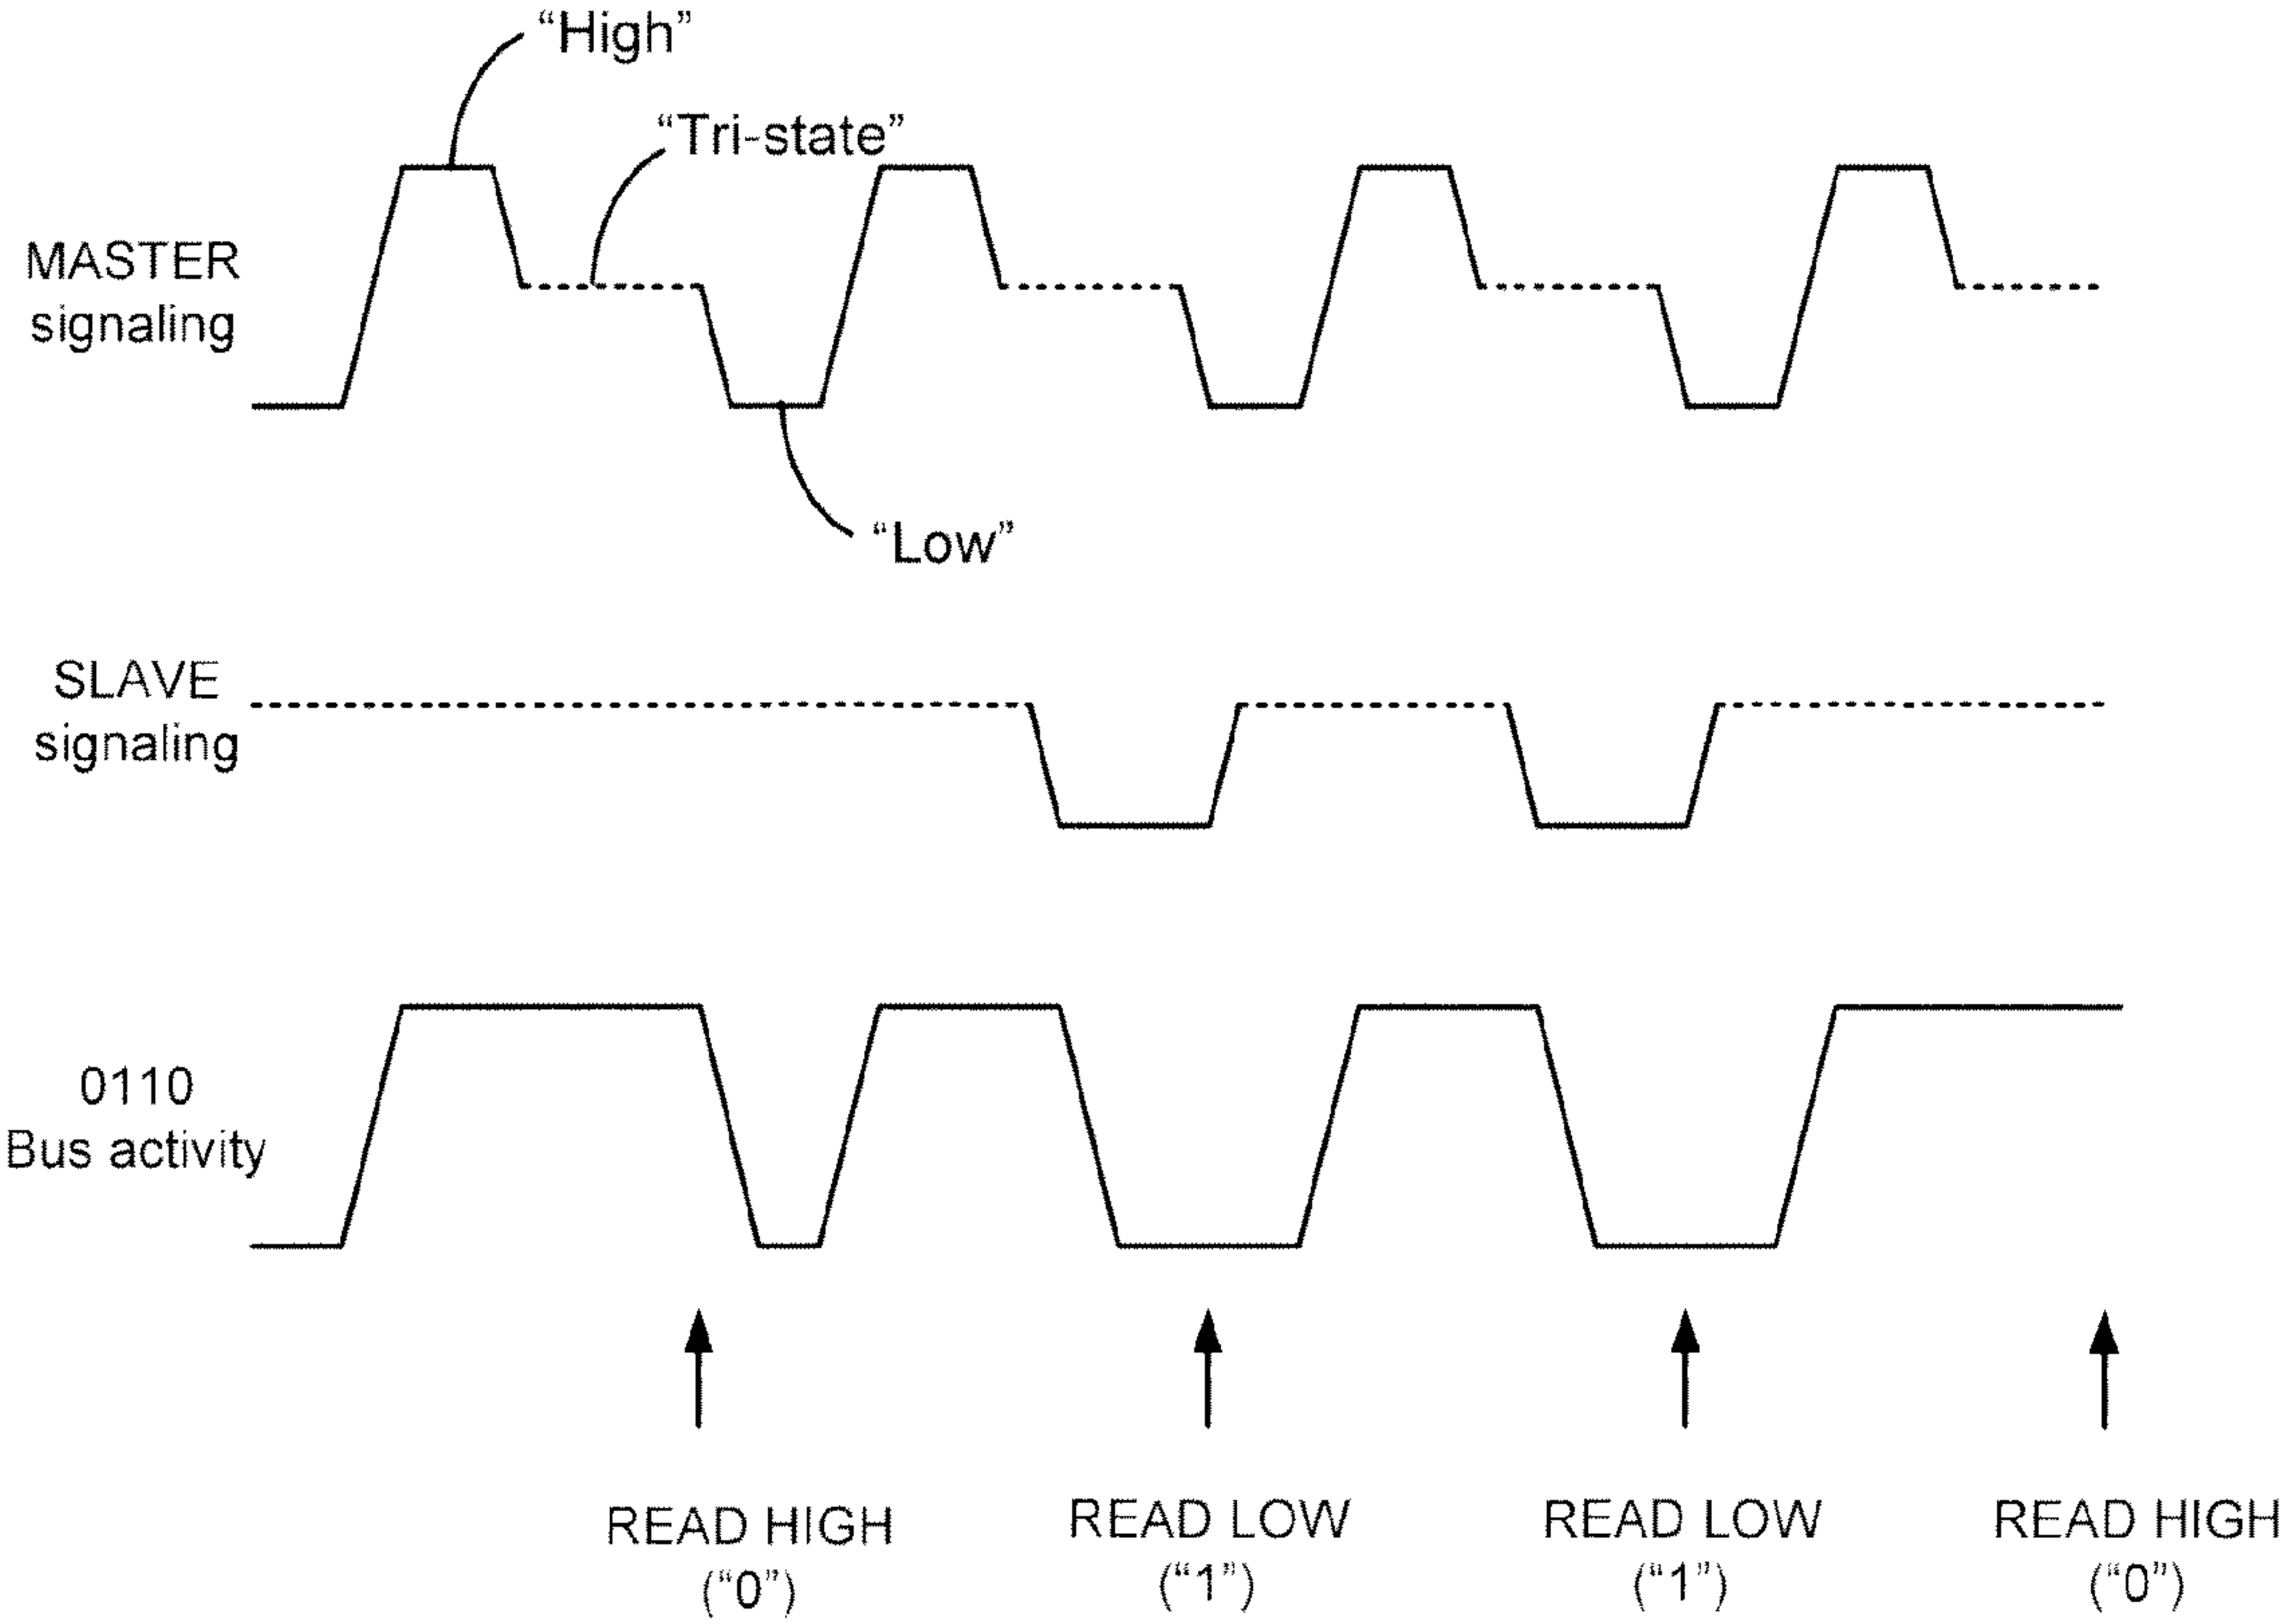 “High”
“Tri-state”
MASTER
signaling
“Low”
SLAVE
signaling
0110
Bus activity
READ HIGH
(“0”)
READ LOW
(“1”)
READ LOW
(“1”)
READ HIGH
(“0”)